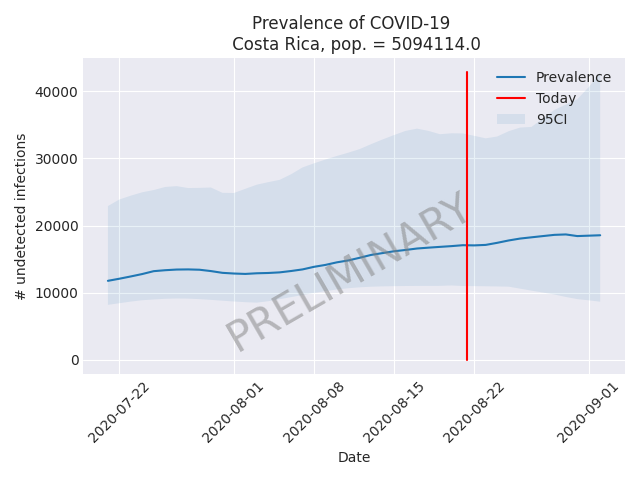 Prevalence of COVID-19
Costa Rica, pop. = 5094114.0
Prevalence
Today
95CI
# undetected infections
40000
30000
20000
10000
0
PRELIMINARY
2020-07-22
2020-08-01
2020-08-08
2020-08-15
2020-08-22
2020-09-01
Date